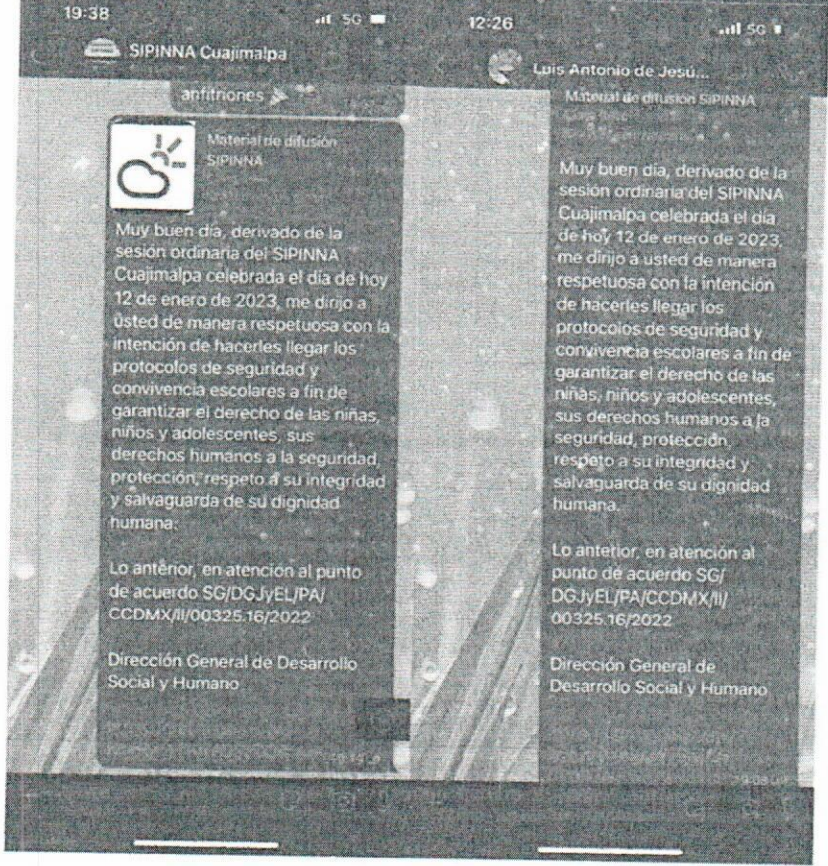 19:38
5G
SIPINNA Cuajimalpa
anfitriones
Material de difusión
SIPINNA
Muy buen día, derivado de la
sesión ordinaria del SIPINNA
Cuajimalpa celebrada el día de hoy
12 de enero de 2023, me dirijo a
usted de manera respetuosa con la
intención de hacerles llegar los
protocolos de seguridad y
convivencia escolares a fin de
garantizar el derecho de las niñas,
niños y adolescentes, sus
derechos humanos a la seguridad,
protección, respeto a su integridad
y salvaguarda de su dignidad
humana.
Lo anterior, en atención al punto
de acuerdo SG/DGJyEL/PA/
CCDMX/II/00325.16/2022
Dirección General de Desarrollo
Social y Humano
12:26
5G
Luis Antonio de Jesú...
Material de difusión SIPINNA
Muy buen día, derivado de la
sesión ordinaria del SIPINNA
Cuajimalpa celebrada el día
de hoy 12 de enero de 2023,
me dirijo a usted de manera
respetuosa con la intención
de hacerles llegar los
protocolos de seguridad y
convivencia escolares a fin de
garantizar el derecho de las
niñas, niños y adolescentes,
sus derechos humanos a la
seguridad, protección,
respeto a su integridad y
salvaguarda de su dignidad
humana.
Lo anterior, en atención al
punto de acuerdo SG/
DGJyEL/PA/CCDMX/II/
00325.16/2022
Dirección General de
Desarrollo Social y Humano